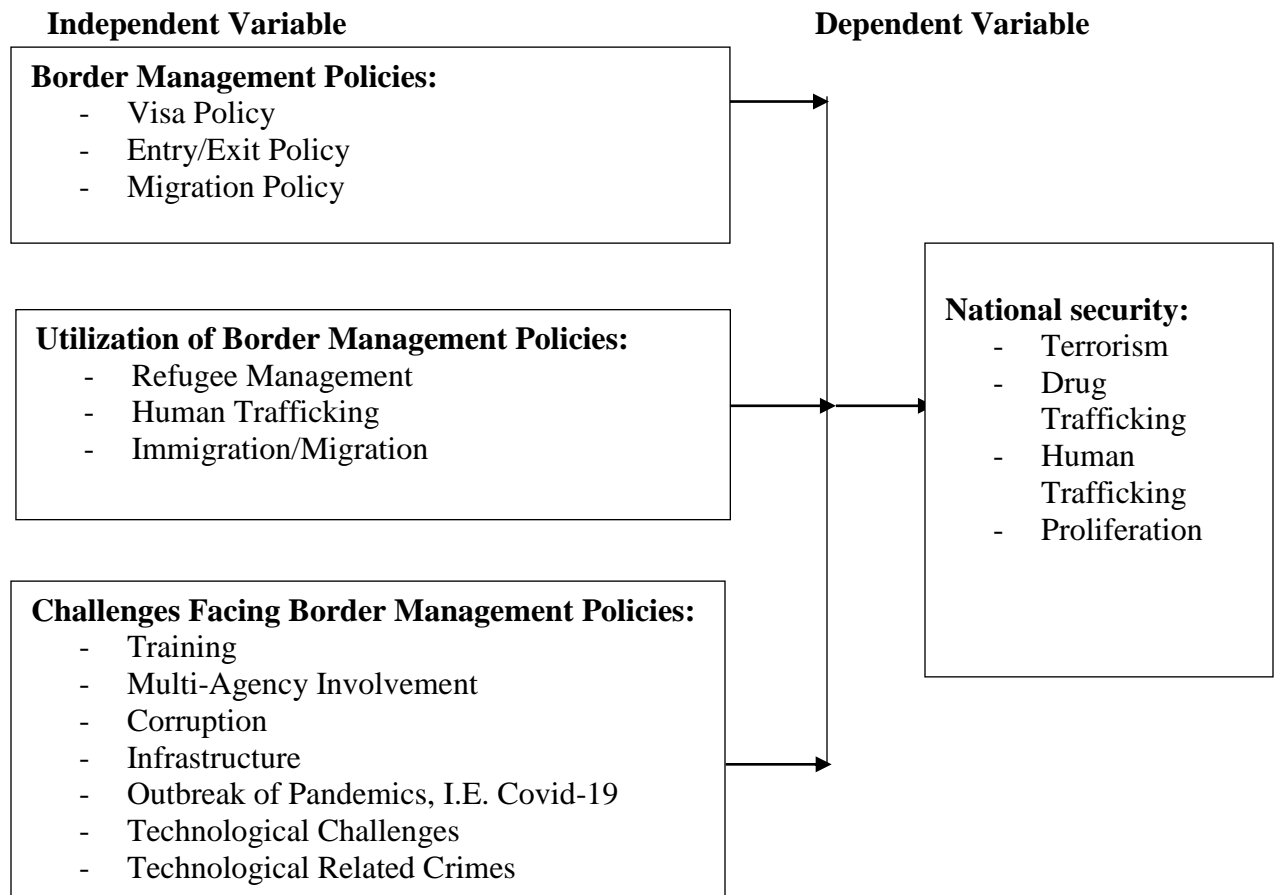 Independent Variable
Dependent Variable
Border Management Policies:
- Visa Policy
- Entry/Exit Policy
- Migration Policy
Utilization of Border Management Policies:
- Refugee Management
- Human Trafficking
- Immigration/Migration
Challenges Facing Border Management Policies:
- Training
- Multi-Agency Involvement
- Corruption
- Infrastructure
- Outbreak of Pandemics, I.E. Covid-19
- Technological Challenges
- Technological Related Crimes
National security:
- Terrorism
- Drug
Trafficking
- Human
Trafficking
- Proliferation